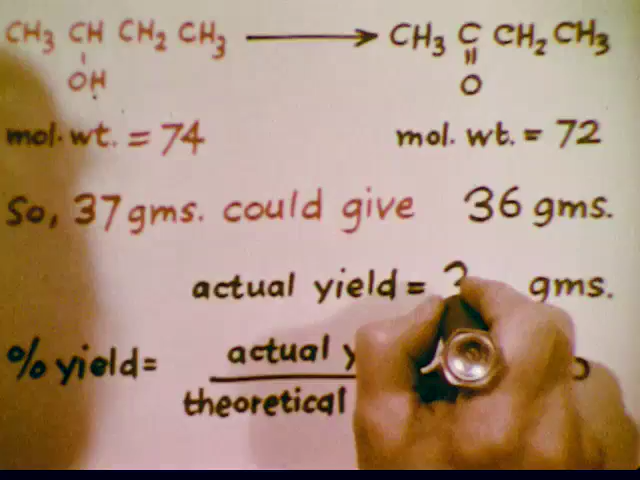 CH3 CH CH2 CH3 ⟶ CH3 C CH2 CH3
OH O
mol. wt. = 74 mol. wt. = 72
So, 37 gms. could give 36 gms.
actual yield = gms.
% yield = actual
theoretical